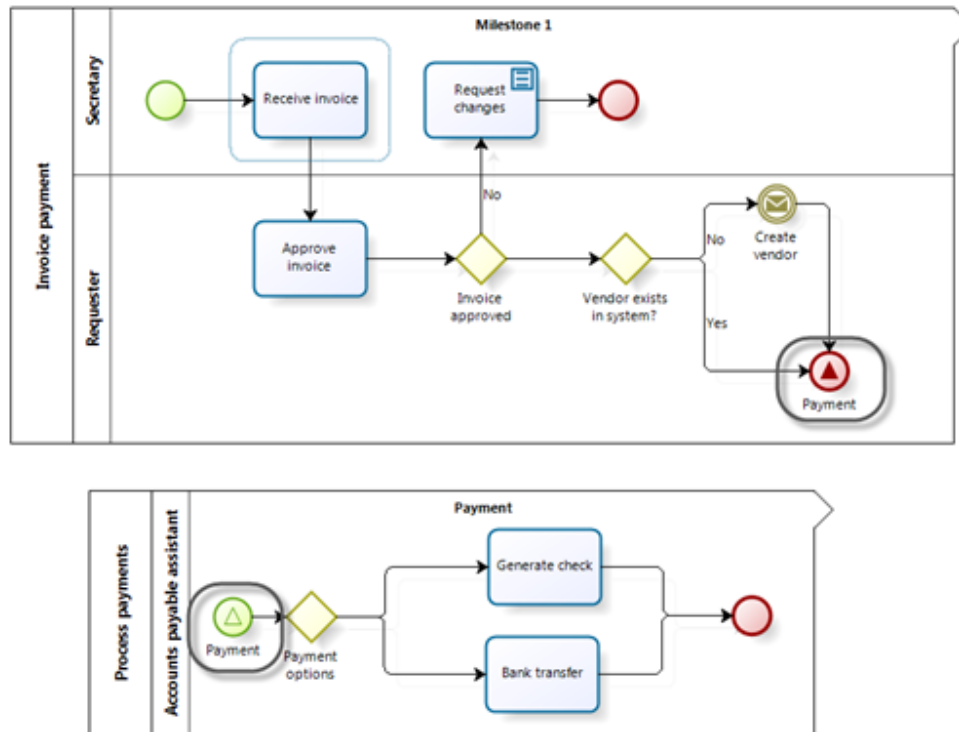 Milestone 1
Invoice payment
Secretary
Receive invoice
Request
changes
No
Requester
Approve
invoice
Invoice
approved
Vendor exists
in system?
No
Create
vendor
Yes
Payment
Payment
Process payments
Accounts payable assistant
Payment
Payment
options
Generate check
Bank transfer